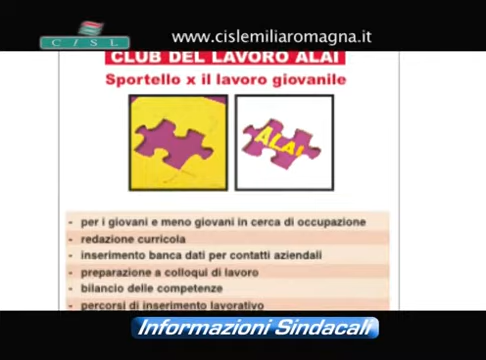 www.cislemiliaromagna.it
CISL
CLUB DEL LAVORO ALAI
Sportello x il lavoro giovanile
ALAI
- per i giovani e meno giovani in cerca di occupazione
- redazione curricola
- inserimento banca dati per contatti aziendali
- preparazione a colloqui di lavoro
- bilancio delle competenze
- percorsi di inserimento lavorativo
Informazioni Sindacali